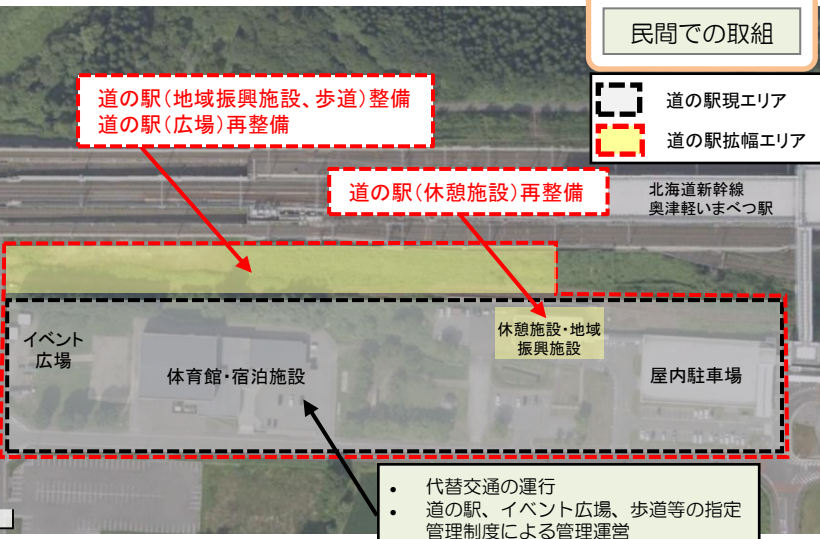 民間での取組
道の駅現エリア
道の駅拡幅エリア
道の駅(地域振興施設、歩道)整備
道の駅(広場)再整備
道の駅(休憩施設)再整備
北海道新幹線
奥津軽いまべつ駅
イベント
広場
体育館・宿泊施設
休憩施設・地域
振興施設
屋内駐車場
• 代替交通の運行
• 道の駅、イベント広場、歩道等の指定
管理制度による管理運営